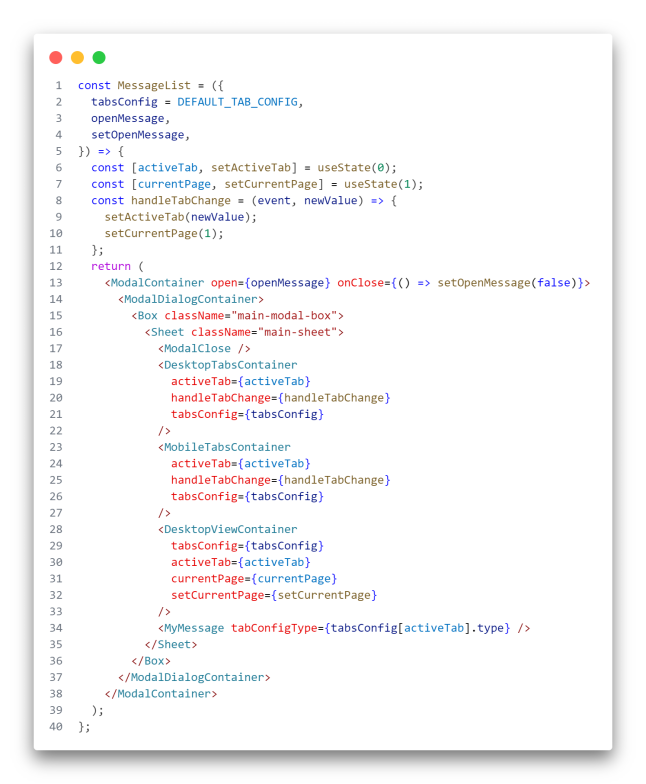 1 const MessageList = ({
2   tabsConfig = DEFAULT_TAB_CONFIG,
3   openMessage,
4   setOpenMessage,
5 }) => {
6   const [activeTab, setActiveTab] = useState(0);
7   const [currentPage, setCurrentPage] = useState(1);
8   const handleTabChange = (event, newValue) => {
9     setActiveTab(newValue);
10     setCurrentPage(1);
11   };
12   return (
13     <ModalContainer open={openMessage} onClose={() => setOpenMessage(false)}>
14       <ModalDialogContainer>
15         <Box className="main-modal-box">
16           <Sheet className="main-sheet">
17             <ModalClose />
18             <DesktopTabsContainer
19               activeTab={activeTab}
20               handleTabChange={handleTabChange}
21               tabsConfig={tabsConfig}
22             />
23             <MobileTabsContainer
24               activeTab={activeTab}
25               handleTabChange={handleTabChange}
26               tabsConfig={tabsConfig}
27             />
28             <DesktopViewContainer
29               tabsConfig={tabsConfig}
30               activeTab={activeTab}
31               currentPage={currentPage}
32               setCurrentPage={setCurrentPage}
33             />
34             <MyMessage tabConfigType={tabsConfig[activeTab].type} />
35           </Sheet>
36         </Box>
37       </ModalDialogContainer>
38     </ModalContainer>
39   );
40 };